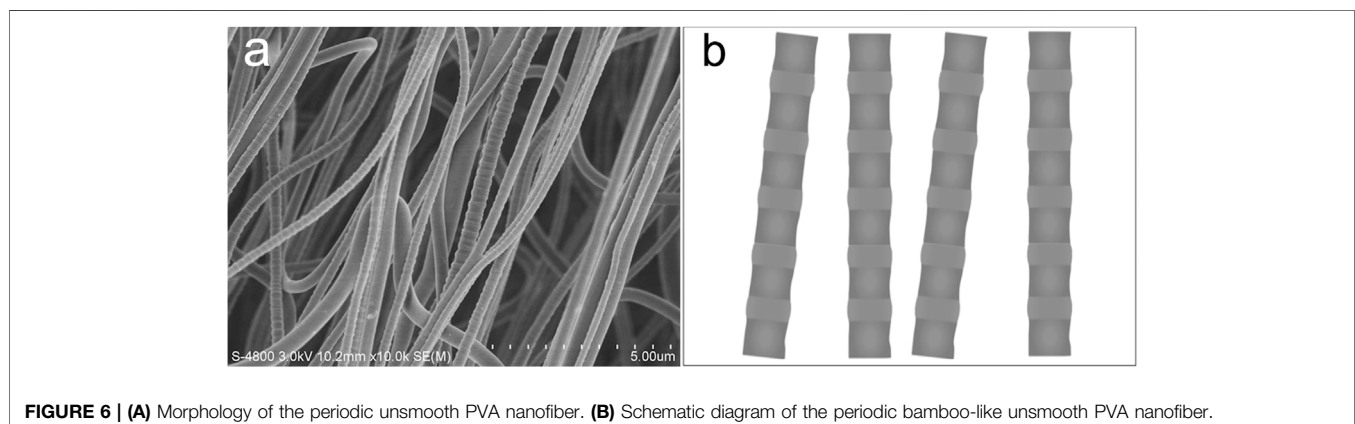 a
b
S-4800 3.0kV 10.2mm x10.0k SE(M)
5.00um
FIGURE 6 | (A) Morphology of the periodic unsmooth PVA nanofiber. (B) Schematic diagram of the periodic bamboo-like unsmooth PVA nanofiber.